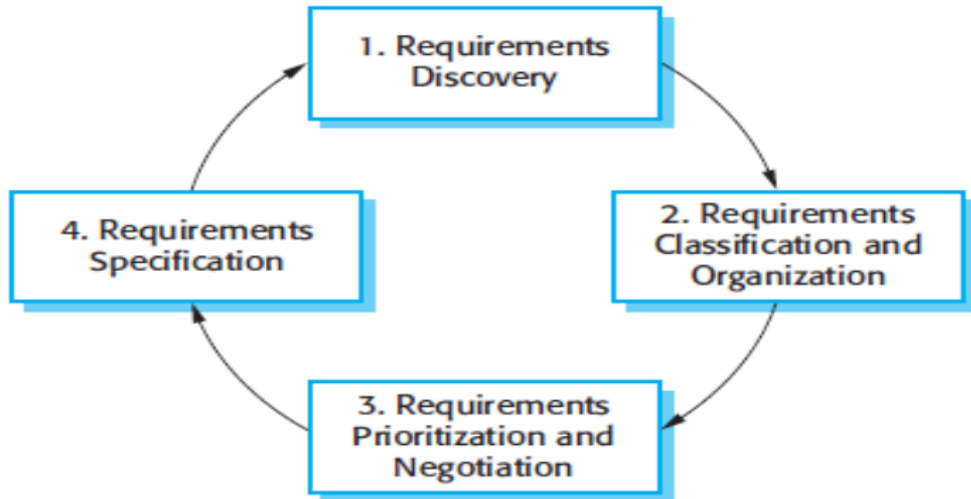 1. Requirements
Discovery
2. Requirements
Classification and
Organization
3. Requirements
Prioritization and
Negotiation
4. Requirements
Specification